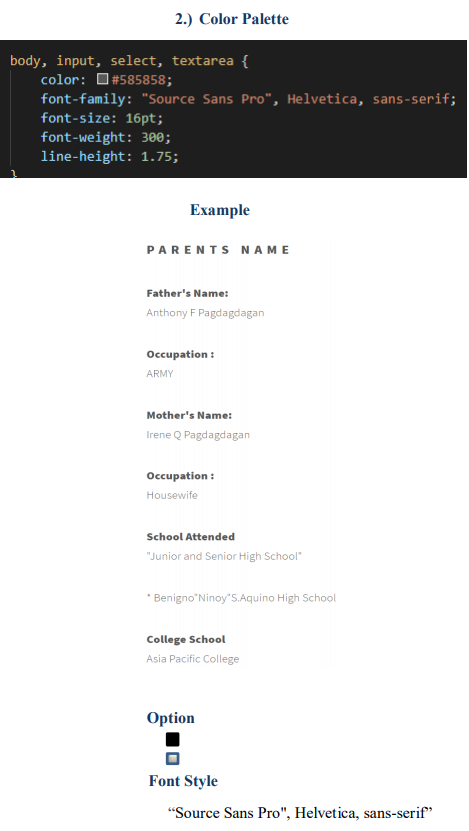 2.) Color Palette
body, input, select, textarea {
color: #585858;
font-family: "Source Sans Pro", Helvetica, sans-serif;
font-size: 16pt;
font-weight: 300;
line-height: 1.75;
}
Example
PARENTS NAME
Father's Name:
Anthony F Pagdagdagan
Occupation :
ARMY
Mother's Name:
Irene Q Pagdagdagan
Occupation :
Housewife
School Attended
"Junior and Senior High School"
* Benigno"Ninoy"S.Aquino High School
College School
Asia Pacific College
Option
Font Style
“Source Sans Pro", Helvetica, sans-serif”